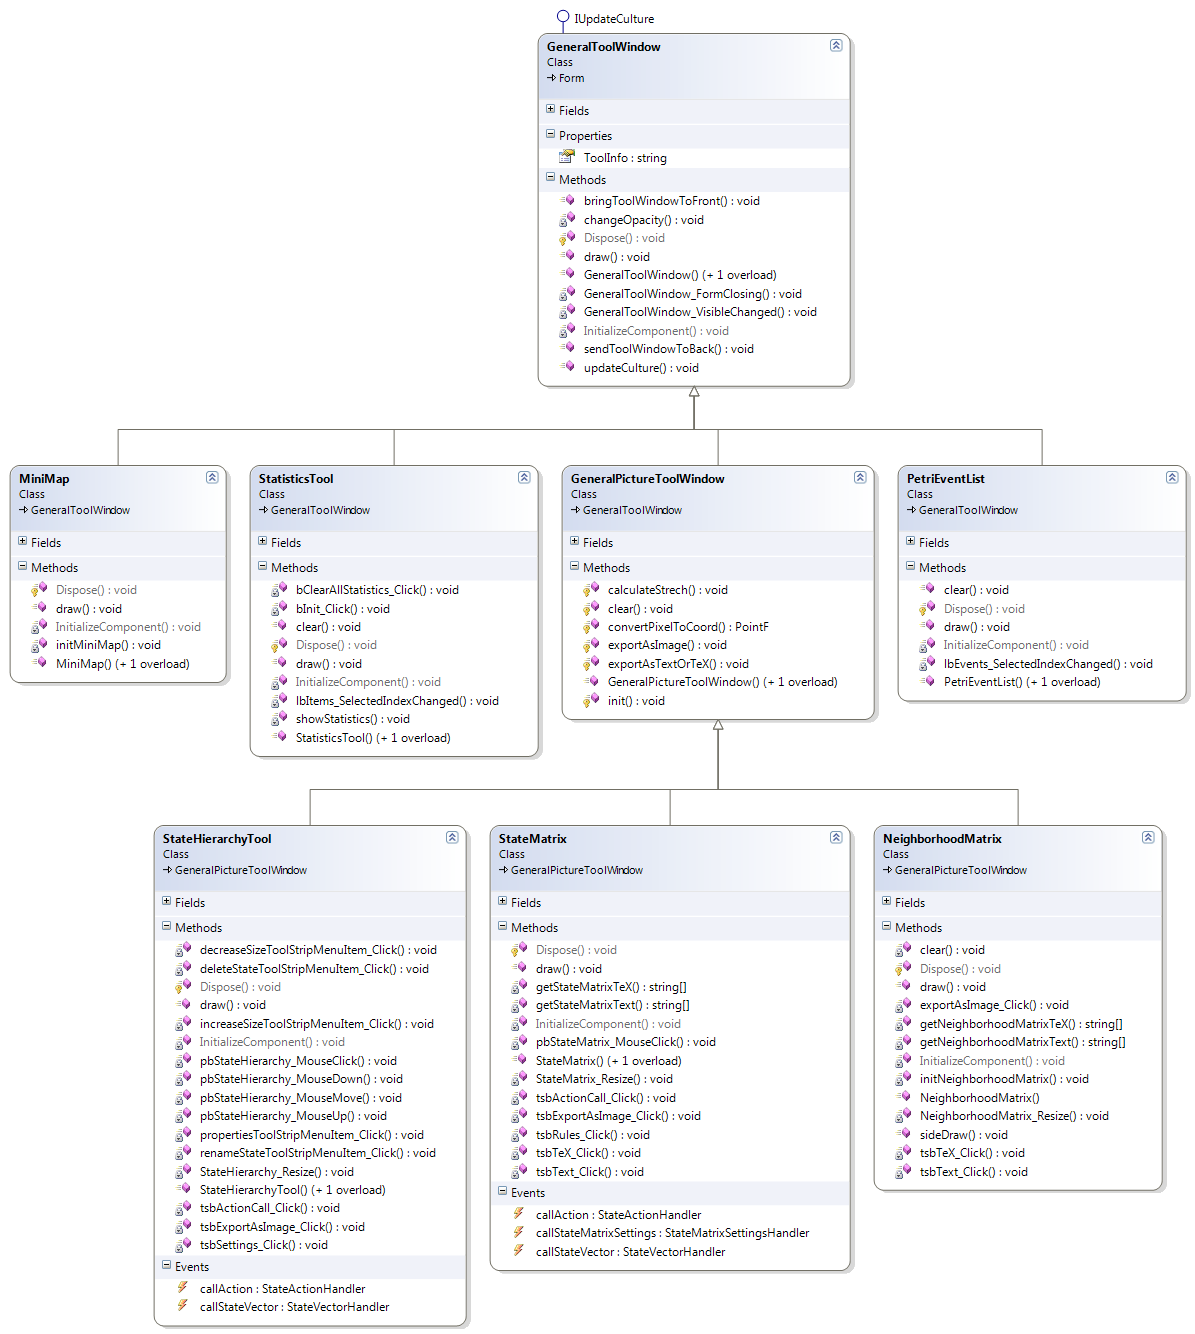 IUpdateCulture
GeneralToolWindow
Class
Form
Fields
Properties
ToolInfo : string
Methods
bringToolWindowToFront() : void
changeOpacity() : void
Dispose() : void
draw() : void
GeneralToolWindow() (+ 1 overload)
GeneralToolWindow_FormClosing() : void
GeneralToolWindow_VisibleChanged() : void
InitializeComponent() : void
sendToolWindowToBack() : void
updateCulture() : void
MiniMap
Class
GeneralToolWindow
Fields
Methods
Dispose() : void
draw() : void
InitializeComponent() : void
initMiniMap() : void
MiniMap() (+ 1 overload)
StatisticsTool
Class
GeneralToolWindow
Fields
Methods
bClearAllStatistics_Click() : void
bInit_Click() : void
clear() : void
Dispose() : void
draw() : void
InitializeComponent() : void
lbItems_SelectedIndexChanged() : void
showStatistics() : void
StatisticsTool() (+ 1 overload)
GeneralPictureToolWindow
Class
GeneralToolWindow
Fields
Methods
calculateStrech() : void
clear() : void
convertPixelToCoord() : PointF
exportAsImage() : void
exportAsTextOrTeX() : void
GeneralPictureToolWindow() (+ 1 overload)
init() : void
PetriEventList
Class
GeneralToolWindow
Fields
Methods
clear() : void
Dispose() : void
draw() : void
InitializeComponent() : void
lbEvents_SelectedIndexChanged() : void
PetriEventList() (+ 1 overload)
StateHierarchyTool
Class
GeneralPictureToolWindow
Fields
Methods
decreaseSizeToolStripMenuItem_Click() : void
deleteStateToolStripMenuItem_Click() : void
Dispose() : void
draw() : void
increaseSizeToolStripMenuItem_Click() : void
InitializeComponent() : void
pbStateHierarchy_MouseClick() : void
pbStateHierarchy_MouseDown() : void
pbStateHierarchy_MouseMove() : void
pbStateHierarchy_MouseUp() : void
propertiesToolStripMenuItem_Click() : void
renameStateToolStripMenuItem_Click() : void
StateHierarchy_Resize() : void
StateHierarchyTool() (+ 1 overload)
tsbActionCall_Click() : void
tsbExportAsImage_Click() : void
tsbSettings_Click() : void
Events
callAction : StateActionHandler
callStateVector : StateVectorHandler
StateMatrix
Class
GeneralPictureToolWindow
Fields
Methods
Dispose() : void
draw() : void
getStateMatrixTeX() : string[]
getStateMatrixText() : string[]
InitializeComponent() : void
pbStateMatrix_MouseClick() : void
StateMatrix() (+ 1 overload)
StateMatrix_Resize() : void
tsbActionCall_Click() : void
tsbExportAsImage_Click() : void
tsbRules_Click() : void
tsbTeX_Click() : void
tsbText_Click() : void
Events
callAction : StateActionHandler
callStateMatrixSettings : StateMatrixSettingsHandler
callStateVector : StateVectorHandler
NeighborhoodMatrix
Class
GeneralPictureToolWindow
Fields
Methods
clear() : void
Dispose() : void
draw() : void
exportAsImage_Click() : void
getNeighborhoodMatrixTeX() : string[]
getNeighborhoodMatrixText() : string[]
InitializeComponent() : void
initNeighborhoodMatrix() : void
NeighborhoodMatrix()
NeighborhoodMatrix_Resize() : void
sideDraw() : void
tsbTeX_Click() : void
tsbText_Click() : void